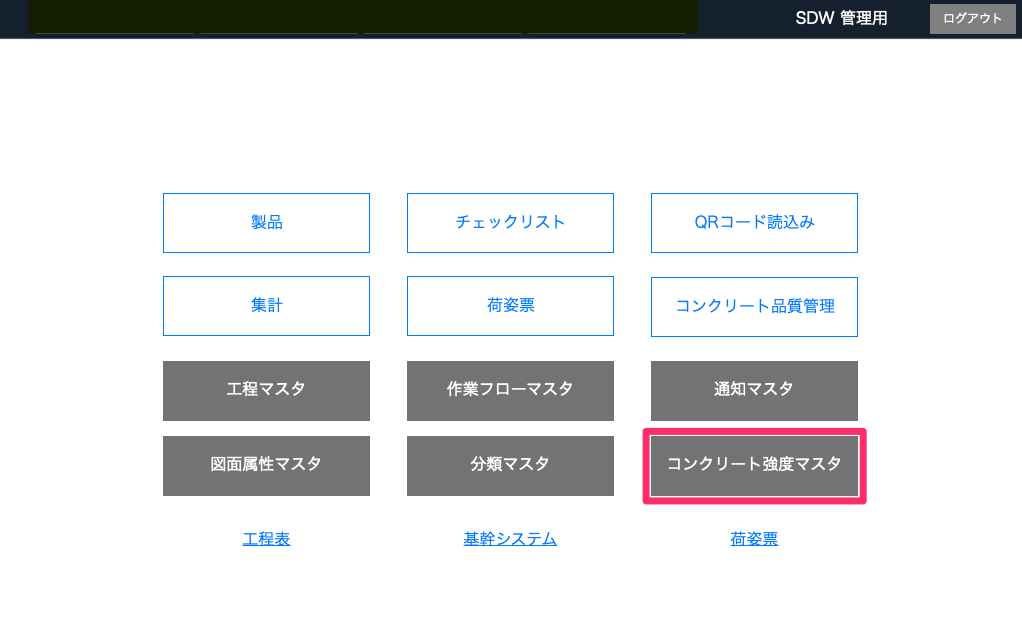 SDW 管理用
ログアウト
製品
チェックリスト
QRコード読込み
集計
荷姿票
コンクリート品質管理
工程マスタ
作業フローマスタ
通知マスタ
図面属性マスタ
分類マスタ
コンクリート強度マスタ
工程表
基幹システム
荷姿票